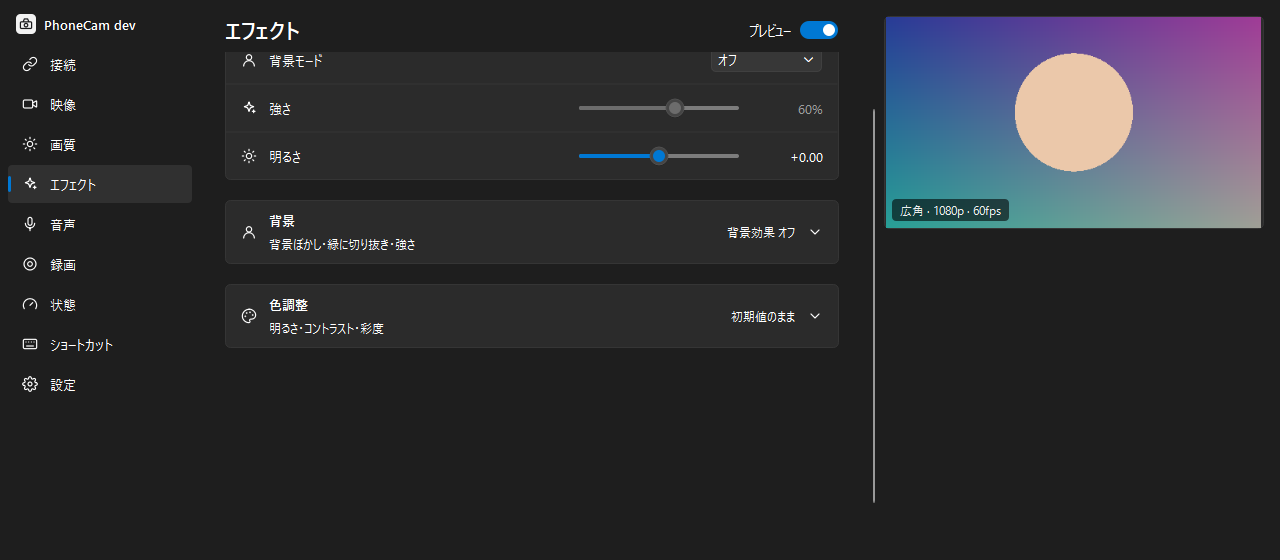 PhoneCam dev
接続
映像
画質
エフェクト
音声
録画
状態
ショートカット
設定
エフェクト
プレビュー
背景モード
オフ
強さ
60%
明るさ
+0.00
背景
背景ぼかし・緑に切り抜き・強さ
背景効果 オフ
色調整
明るさ・コントラスト・彩度
初期値のまま
広角 · 1080p · 60fps